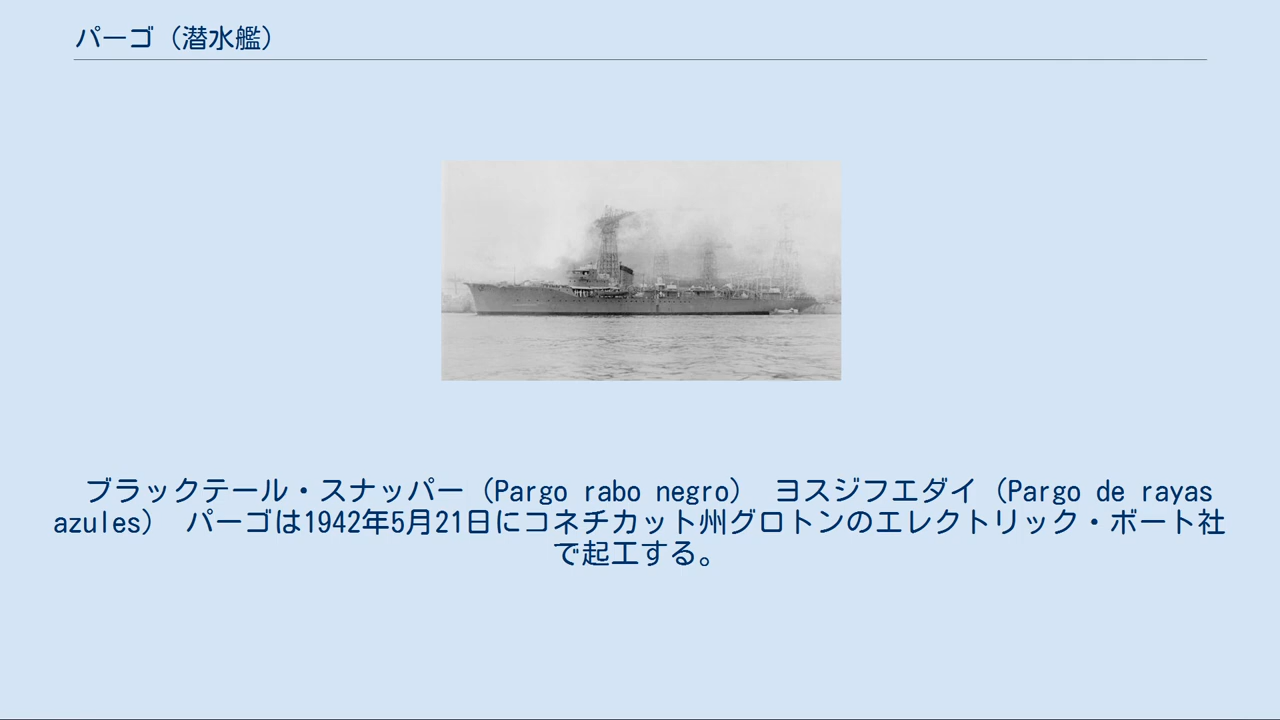 パーゴ（潜水艦）
ブラックテール・スナッパー（Pargo rabo negro） ヨスジフエダイ（Pargo de rayas
azules） パーゴは1942年5月21日にコネチカット州グロトンのエレクトリック・ボート社
で起工する。